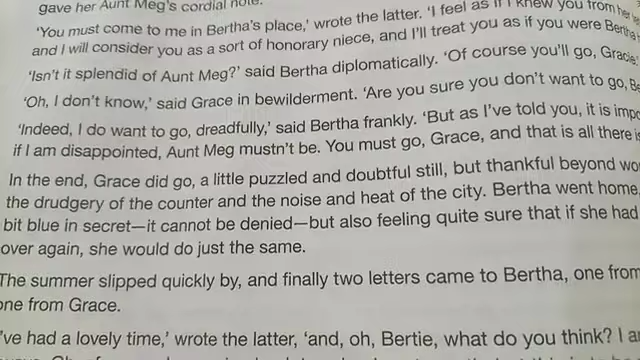 gave her Aunt Meg's cordial note.
'You must come to me in Bertha's place,' wrote the latter. 'I feel as if I knew you from her
and I will consider you as a sort of honorary niece, and I'll treat you as if you were Bertha
'Isn't it splendid of Aunt Meg?' said Bertha diplomatically. 'Of course you'll go, Gracie.'
'Oh, I don't know,' said Grace in bewilderment. 'Are you sure you don't want to go,
'Indeed, I do want to go, dreadfully,' said Bertha frankly. 'But as I've told you, it is
if I am disappointed, Aunt Meg mustn't be. You must go, Grace, and that is all there
In the end, Grace did go, a little puzzled and doubtful still, but thankful beyond
the drudgery of the counter and the noise and heat of the city. Bertha went home,
bit blue in secret—it cannot be denied—but also feeling quite sure that if she had
over again, she would do just the same.
The summer slipped quickly by, and finally two letters came to Bertha, one from
one from Grace.
've had a lovely time,' wrote the latter, 'and, oh, Bertie, what do you think? I